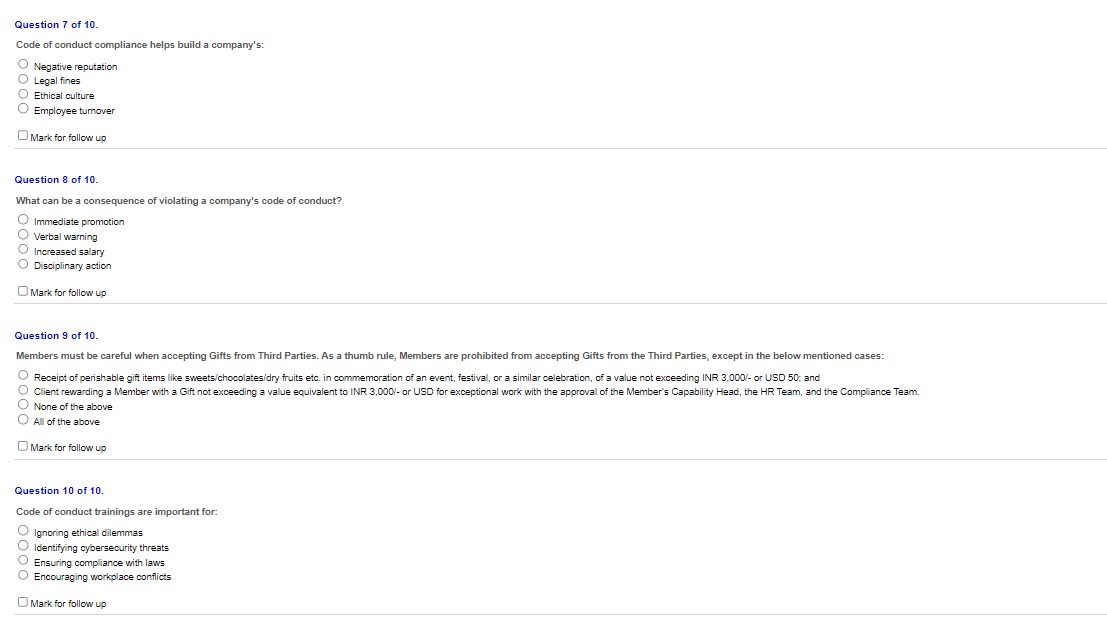 Question 7 of 10.
Code of conduct compliance helps build a company's:
Negative reputation
Legal fines
Ethical culture
Employee turnover
Mark for follow up
Question 8 of 10.
What can be a consequence of violating a company's code of conduct?
Immediate promotion
Verbal warning
Increased salary
Disciplinary action
Mark for follow up
Question 9 of 10.
Members must be careful when accepting Gifts from Third Parties. As a thumb rule, Members are prohibited from accepting Gifts from the Third Parties, except in the below mentioned cases:
Receipt of perishable gift items like sweets/chocolates/dry fruits etc. in commemoration of an event, festival, or a similar celebration, of a value not exceeding INR 3,000/- or USD 50; and
Client rewarding a Member with a Gift not exceeding a value equivalent to INR 3,000/- or USD for exceptional work with the approval of the Member's Capability Head, the HR Team, and the Compliance Team.
None of the above
All of the above
Mark for follow up
Question 10 of 10.
Code of conduct trainings are important for:
Ignoring ethical dilemmas
Identifying cybersecurity threats
Ensuring compliance with laws
Encouraging workplace conflicts
Mark for follow up